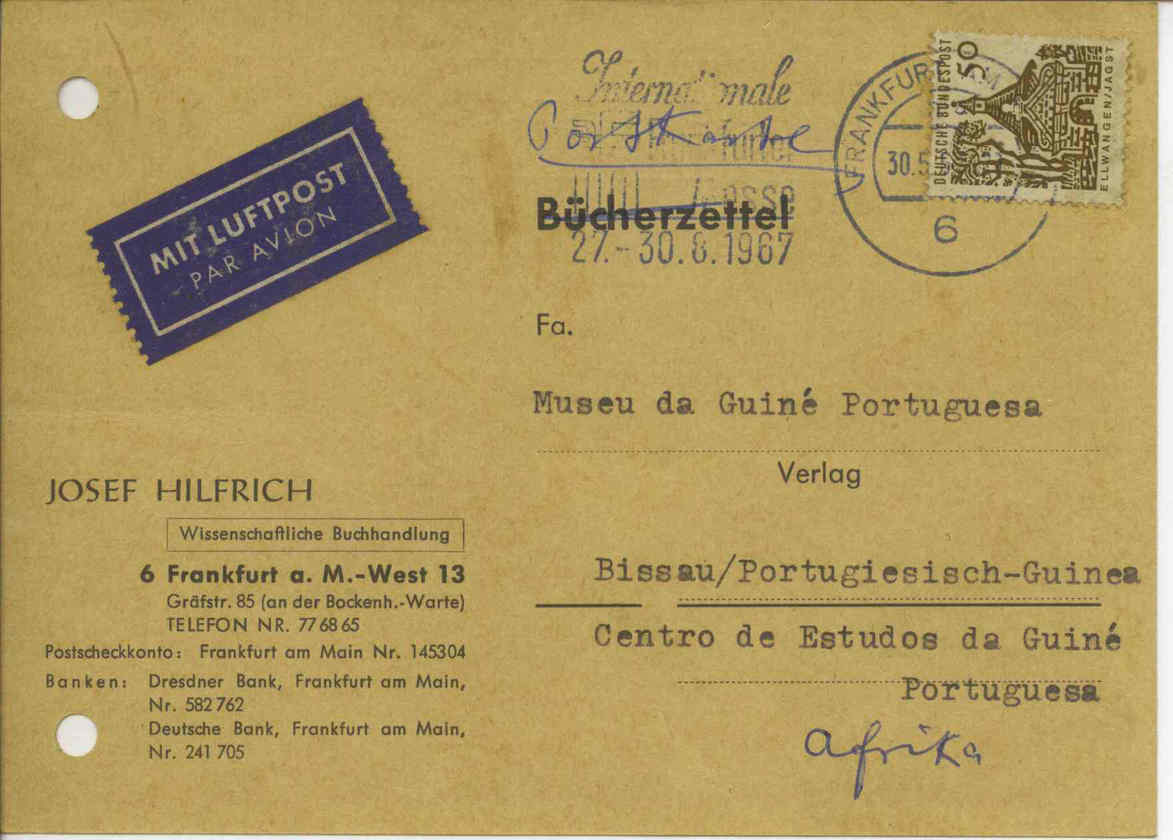 Internationale
Postkarte
Messe
Bücherzettel
27.-30.8.1967
FRANKFURT
30.5
6
DEUTSCHE BUNDESPOST
50
ELLWANGEN/JAGST
MIT LUFTPOST
PAR AVION
Fa.
Museu da Guiné Portuguesa
Verlag
Bissau/Portugiesisch-Guinea
Centro de Estudos da Guiné
Portuguesa
Afrika
JOSEF HILFRICH
Wissenschaftliche Buchhandlung
6 Frankfurt a. M.-West 13
Gräfstr. 85 (an der Bockenh.-Warte)
TELEFON NR. 77 68 65
Postscheckkonto: Frankfurt am Main Nr. 145304
Banken: Dresdner Bank, Frankfurt am Main,
Nr. 582 762
Deutsche Bank, Frankfurt am Main,
Nr. 241 705